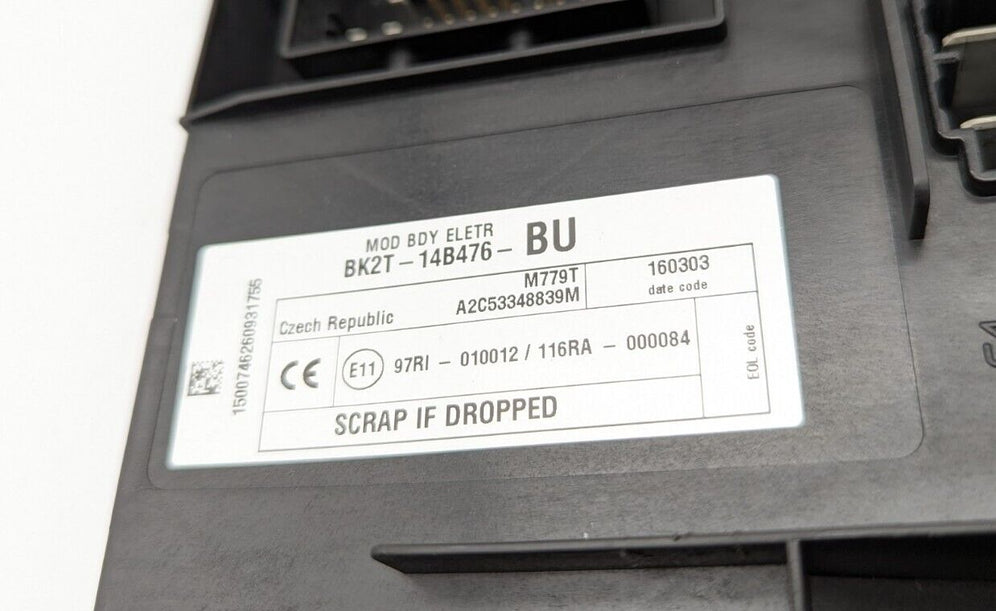 MOD BDY ELETR
BK2T-14B476- BU
M779T
A2C53348839M
160303
date code
Czech Republic
CE
E11
97RI - 010012 / 116RA - 000084
EOL code
SCRAP IF DROPPED
1500746260931755